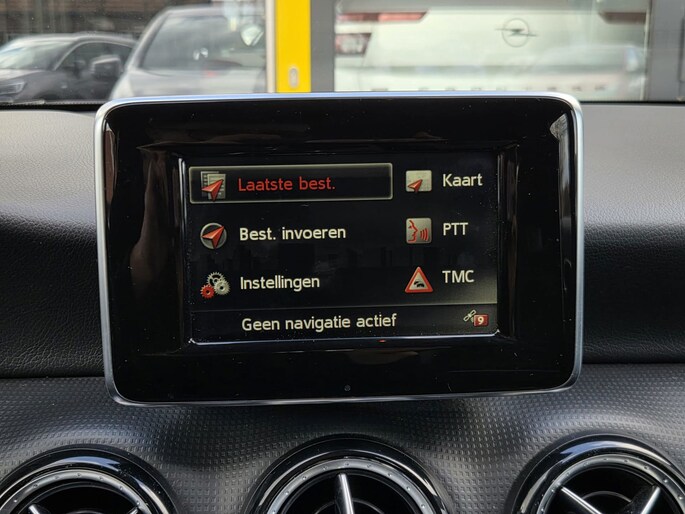 Laatste best.
Kaart
Best. invoeren
PTT
Instellingen
TMC
Geen navigatie actief
9